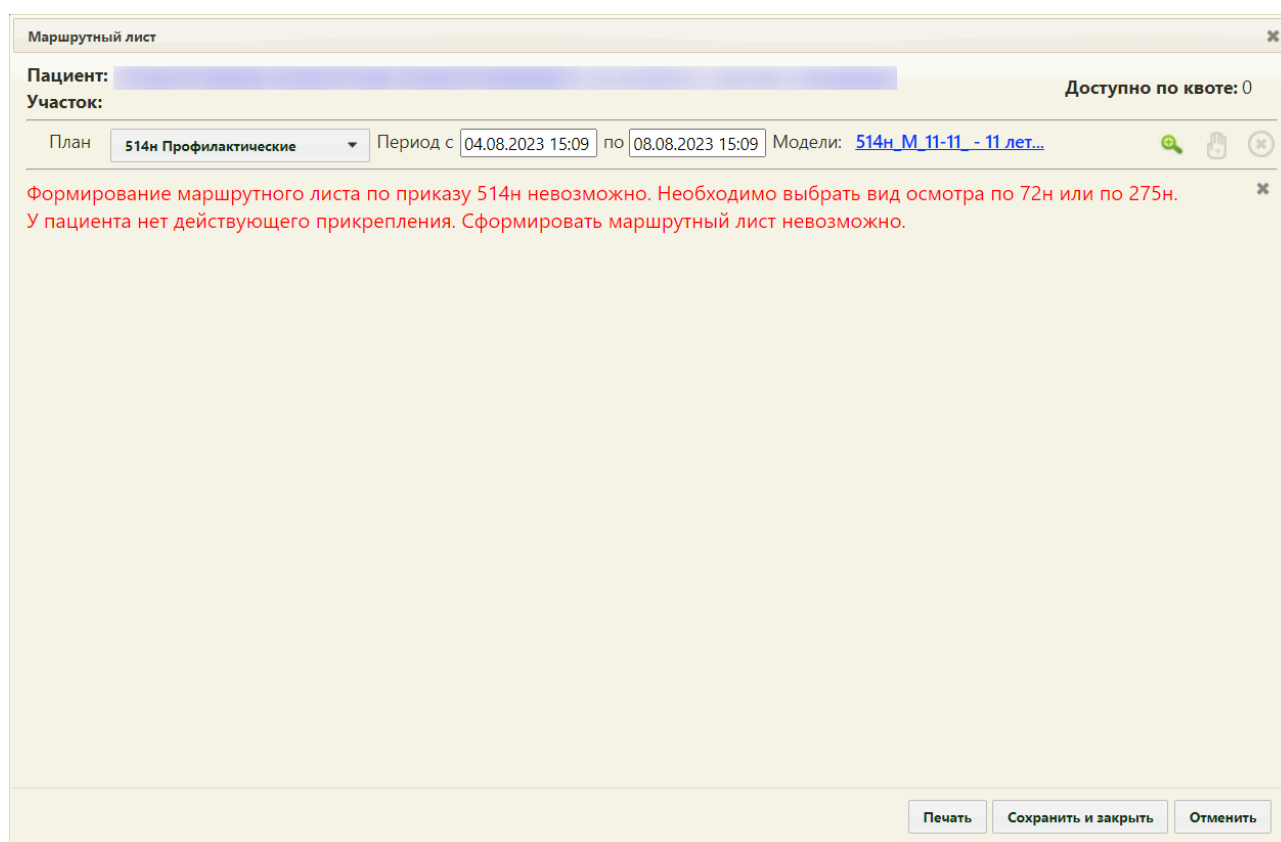 Маршрутный лист
Пациент:
Участок:
Доступно по квоте: 0
План 514н Профилактические Период с 04.08.2023 15:09 по 08.08.2023 15:09 Модели: 514н_М_11-11_ - 11 лет...
Формирование маршрутного листа по приказу 514н невозможно. Необходимо выбрать вид осмотра по 72н или по 275н.
У пациента нет действующего прикрепления. Сформировать маршрутный лист невозможно.
Печать Сохранить и закрыть Отменить